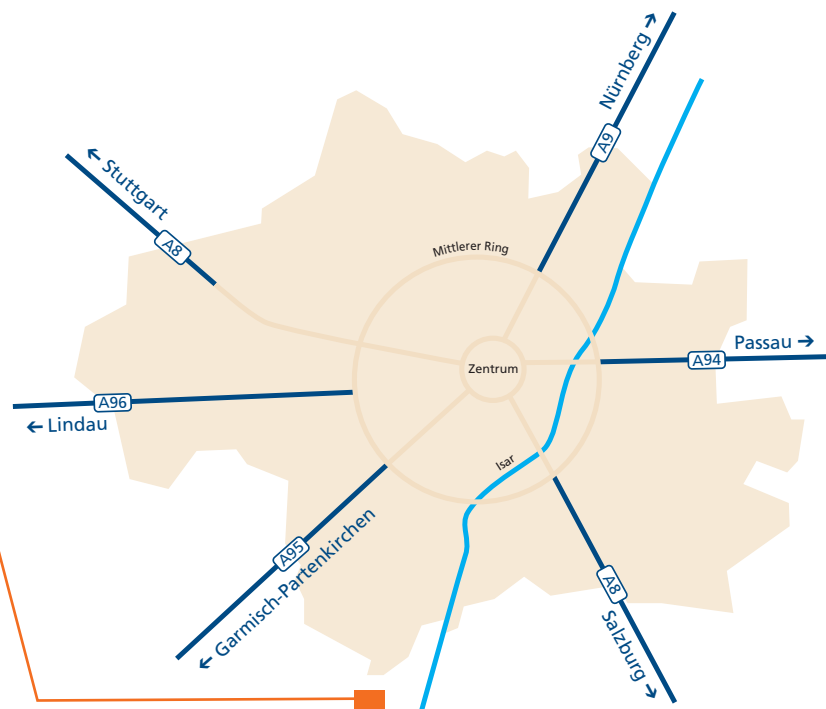 Nürnberg →
A9
← Stuttgart
A8
Mittlerer Ring
Passau →
A94
Zentrum
A96
← Lindau
Isar
A95
← Garmisch-Partenkirchen
A8
Salzburg →